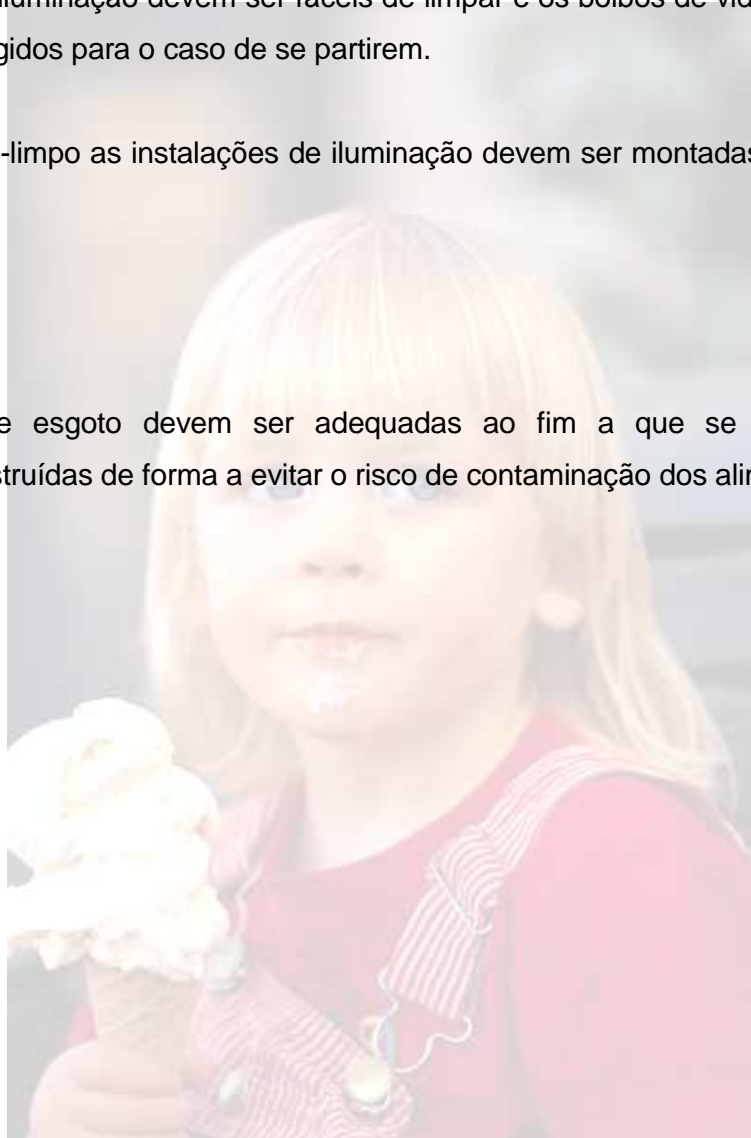 iluminação devem ser fáceis de limpar e os bolbos de vid
gidos para o caso de se partirem.
-limpo as instalações de iluminação devem ser montadas
e esgoto devem ser adequadas ao fim a que se
struídas de forma a evitar o risco de contaminação dos alin